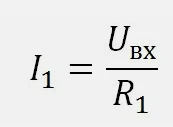 I₁ = Uвх / R₁